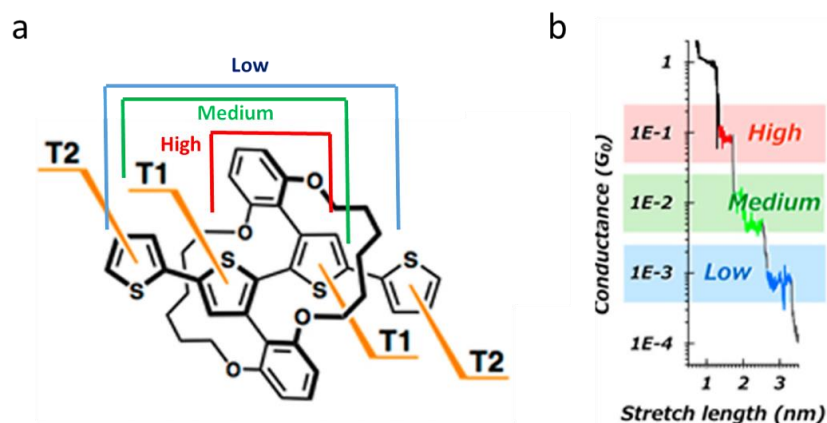 a
b
Low
Medium
High
T2
T1
O
O
S
S
S
S
O
T1
T2
O
Conductance (G₀)
1
1E-1
1E-2
1E-3
1E-4
High
Medium
Low
1 2 3
Stretch length (nm)